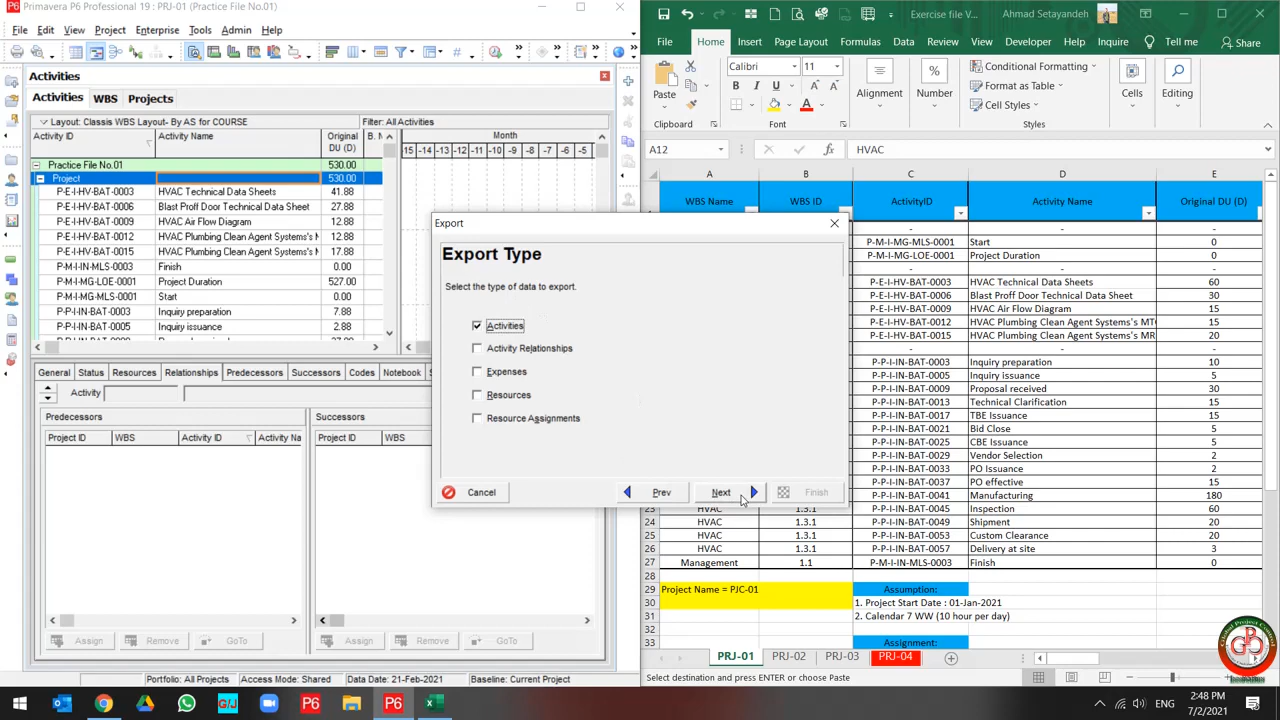 P6 Primavera P6 Professional 19 : PRJ-01 (Practice File No.01)
File Edit View Project Enterprise Tools Admin Help
Activities
Activities WBS Projects
Layout: Classis WBS Layout- By AS for COURSE Filter: All Activities
Activity ID Activity Name Original DU (D) B. M Month
-15 -14 -13 -12 -11 -10 -9 -8 -7 -6 -5
Practice File No.01 530.00
Project 530.00
P-E-I-HV-BAT-0003 HVAC Technical Data Sheets 41.88
P-E-I-HV-BAT-0006 Blast Proff Door Technical Data Sheet 27.88
P-E-I-HV-BAT-0009 HVAC Air Flow Diagram 12.88
P-E-I-HV-BAT-0012 HVAC Plumbing Clean Agent Systems's M 12.88
P-E-I-HV-BAT-0015 HVAC Plumbing Clean Agent Systems's M 17.88
P-M-I-IN-MLS-0003 Finish 0.00
P-M-I-MG-LOE-0001 Project Duration 527.00
P-M-I-MG-MLS-0001 Start 0.00
P-P-I-IN-BAT-0003 Inquiry preparation 7.88
P-P-I-IN-BAT-0005 Inquiry issuance 2.88
General Status Resources Relationships Predecessors Successors Codes Notebook S
Activity
Predecessors
Project ID WBS Activity ID Activity Na
Assign Remove GoTo
Successors
Project ID WBS
Assign Remove GoTo
Portfolio: All Projects Access Mode: Shared Data Date: 21-Feb-2021 Baseline: Current Project
Export
Export Type
Select the type of data to export.
Activities
Activity Relationships
Expenses
Resources
Resource Assignments
Cancel Prev Next Finish
Exercise file V... Ahmad Setayandeh
File Home Insert Page Layout Formulas Data Review View Developer Help Inquire Tell me Share
Paste
Clipboard
Calibri 11
B I U A A
Font
Alignment
%
Number
Conditional Formatting
Format as Table
Cell Styles
Styles
Cells
Editing
A12 fx HVAC
A B C D E
WBS Name WBS ID ActivityID Activity Name Original DU (D)
- - -
P-M-I-MG-MLS-0001 Start 0
P-M-I-MG-LOE-0001 Project Duration 0
- - -
P-E-I-HV-BAT-0003 HVAC Technical Data Sheets 60
P-E-I-HV-BAT-0006 Blast Proff Door Technical Data Sheet 30
P-E-I-HV-BAT-0009 HVAC Air Flow Diagram 15
P-E-I-HV-BAT-0012 HVAC Plumbing Clean Agent Systems's MTO 15
P-E-I-HV-BAT-0015 HVAC Plumbing Clean Agent Systems's MR 15
- - -
P-P-I-IN-BAT-0003 Inquiry preparation 10
P-P-I-IN-BAT-0005 Inquiry issuance 5
P-P-I-IN-BAT-0009 Proposal received 30
P-P-I-IN-BAT-0013 Technical Clarification 15
P-P-I-IN-BAT-0017 TBE Issuance 15
P-P-I-IN-BAT-0021 Bid Close 5
P-P-I-IN-BAT-0025 CBE Issuance 5
P-P-I-IN-BAT-0029 Vendor Selection 2
P-P-I-IN-BAT-0033 PO Issuance 2
P-P-I-IN-BAT-0037 PO effective 15
P-P-I-IN-BAT-0041 Manufacturing 180
23 HVAC 1.3.1 P-P-I-IN-BAT-0045 Inspection 60
24 HVAC 1.3.1 P-P-I-IN-BAT-0049 Shipment 20
25 HVAC 1.3.1 P-P-I-IN-BAT-0053 Custom Clearance 20
26 HVAC 1.3.1 P-P-I-IN-BAT-0057 Delivery at site 3
27 Management 1.1 P-M-I-IN-MLS-0003 Finish 0
28
29 Project Name = PJC-01 Assumption:
30 1. Project Start Date : 01-Jan-2021
31 2. Calendar 7 WW (10 hour per day)
32
33 Assignment:
PRJ-01 PRJ-02 PRJ-03 PRJ-04
Select destination and press ENTER or choose Paste
G/J P6 P6
ENG 2:48 PM
7/2/2021